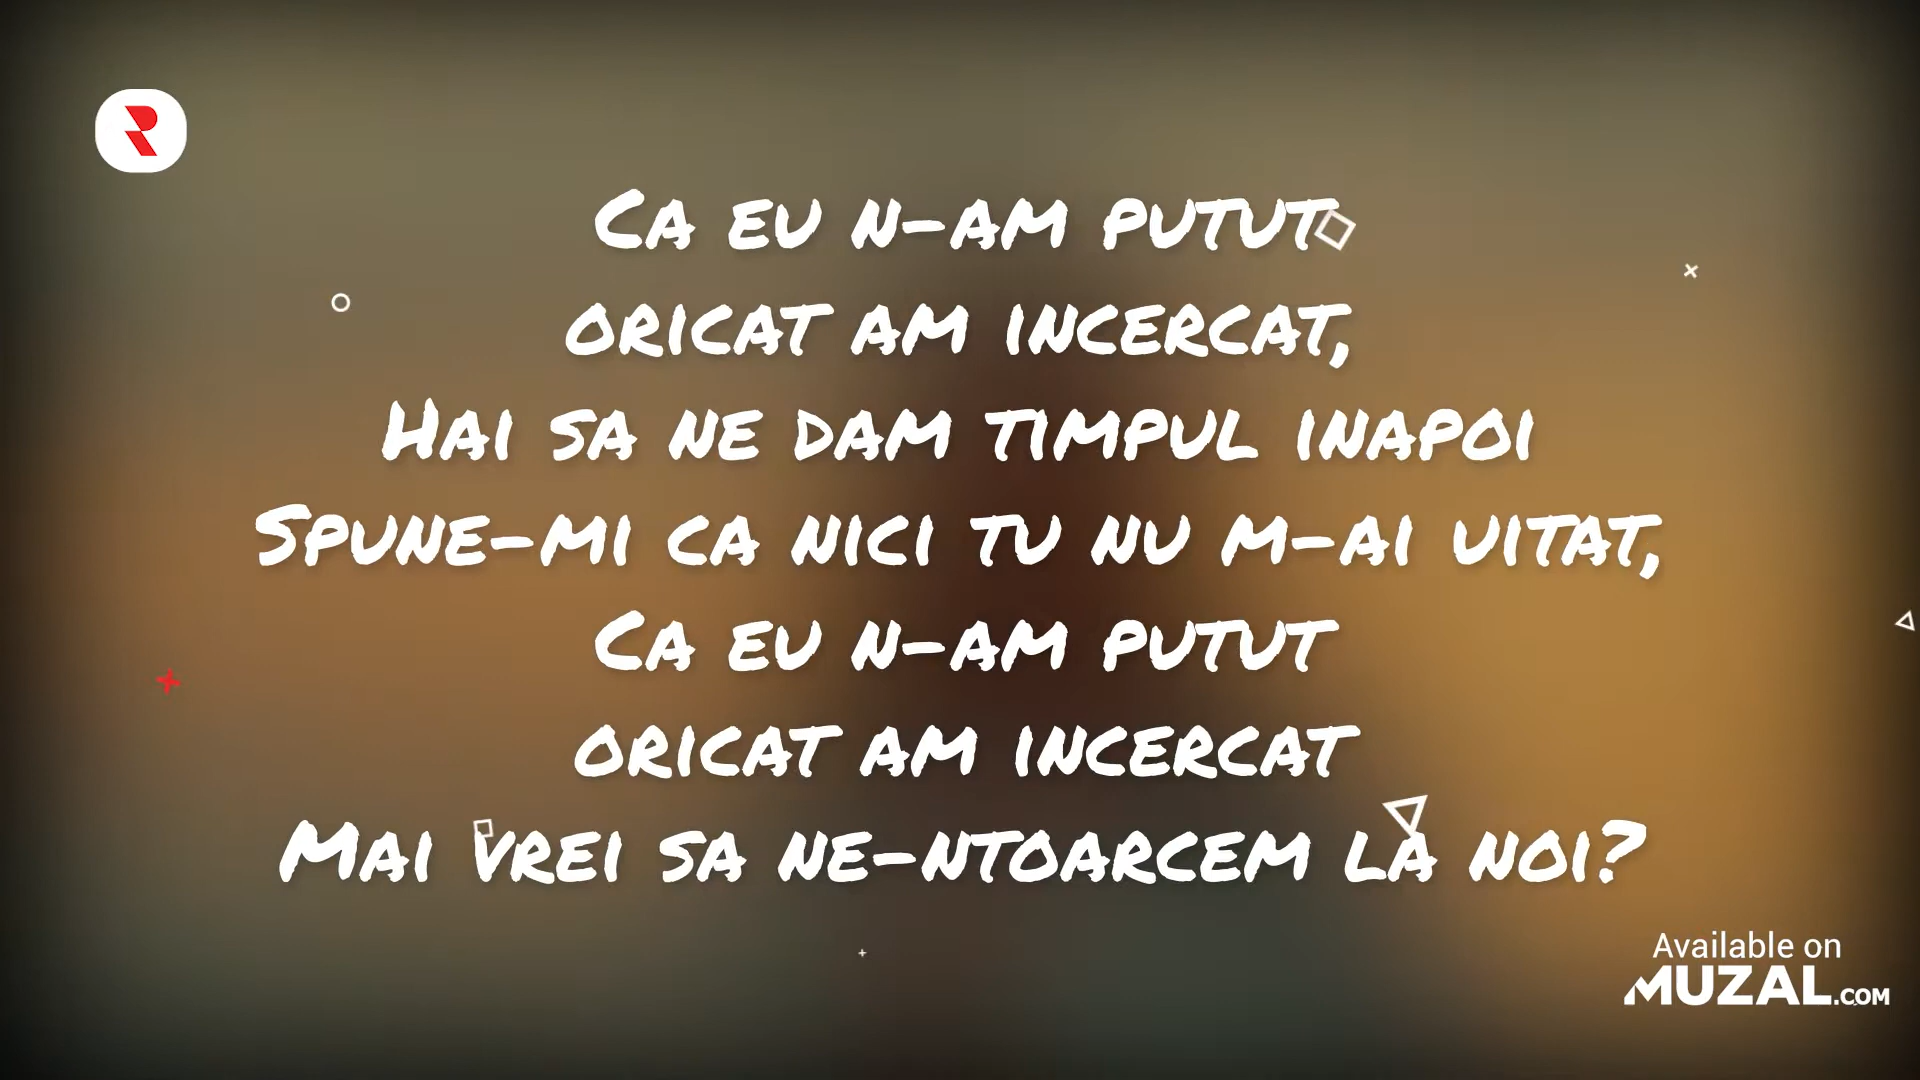 Ca eu n-am putut
oricat am incercat,
Hai sa ne dam timpul inapoi
Spune-mi ca nici tu nu m-ai uitat,
Ca eu n-am putut
oricat am incercat
Mai vrei sa ne-ntoarcem la noi?
Available on
MUZAL.COM